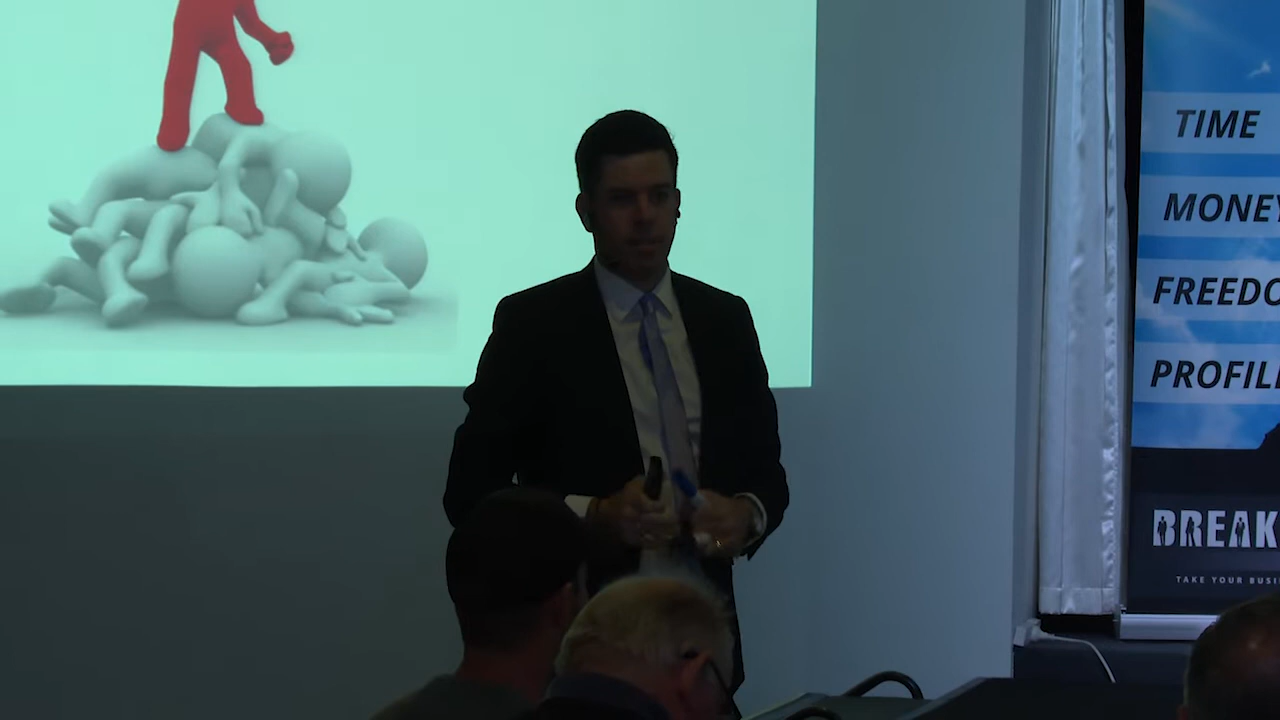 TIME
MONEY
FREEDO
PROFIL
BREAK
TAKE YOUR BUSI